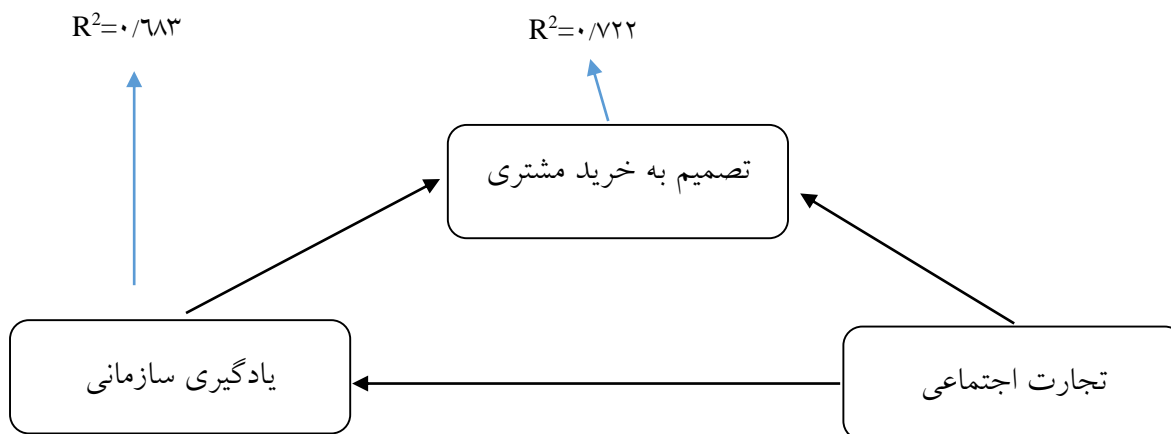 R²=۰/۶۸۳
R²=۰/۷۲۲
تصمیم به خرید مشتری
یادگیری سازمانی
تجارت اجتماعی